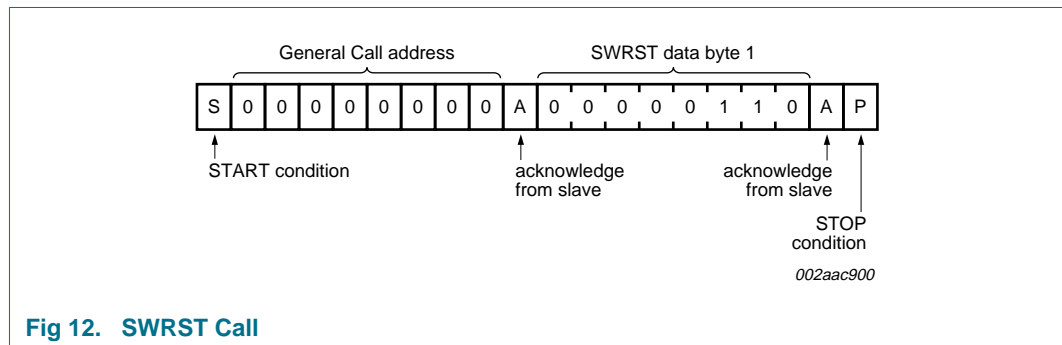 General Call address
SWRST data byte 1
S 0 0 0 0 0 0 0 0 A 0 0 0 0 0 1 1 0 A P
START condition
acknowledge
from slave
acknowledge
from slave
STOP
condition
002aac900
Fig 12. SWRST Call